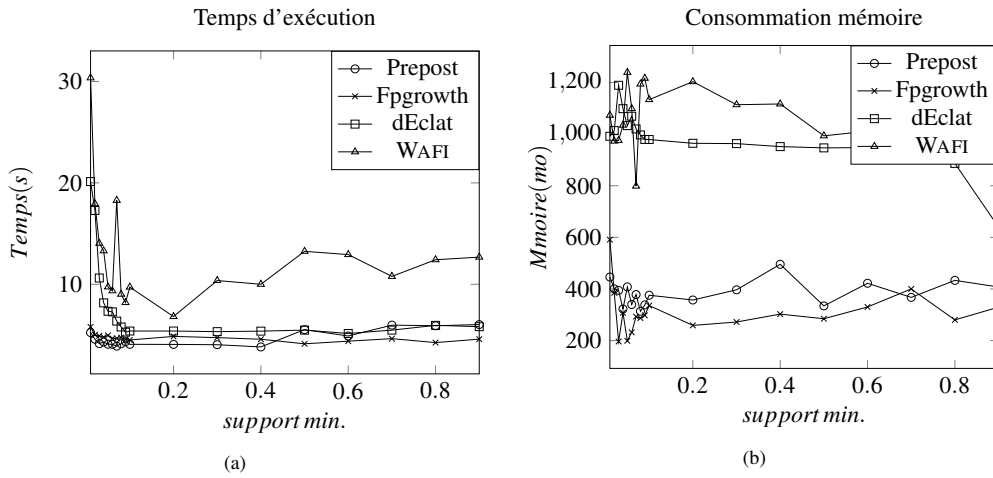 Temps d'exécution
Prepost
Fpgrowth
dEclat
WAFI
30
20
10
0.2 0.4 0.6 0.8
Temps(s)
support min.
(a)
Consommation mémoire
Prepost
Fpgrowth
dEclat
WAFI
1,200
1,000
800
600
400
200
0.2 0.4 0.6 0.8
Mmoire(mo)
support min.
(b)